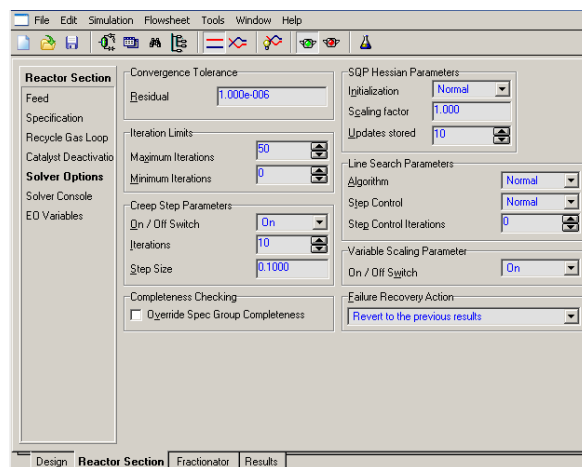 File Edit Simulation Flowsheet Tools Window Help
Reactor Section
Feed
Specification
Recycle Gas Loop
Catalyst Deactivatio
Solver Options
Solver Console
EO Variables
Convergence Tolerance
Residual 1.000e-006
Iteration Limits
Maximum Iterations 50
Minimum Iterations 0
Creep Step Parameters
On / Off Switch On
Iterations 10
Step Size 0.1000
Completeness Checking
Override Spec Group Completeness
SQP Hessian Parameters
Initialization Normal
Scaling factor 1.000
Updates stored 10
Line Search Parameters
Algorithm Normal
Step Control Normal
Step Control Iterations 0
Variable Scaling Parameter
On / Off Switch On
Failure Recovery Action
Revert to the previous results
Design Reactor Section Fractionator Results